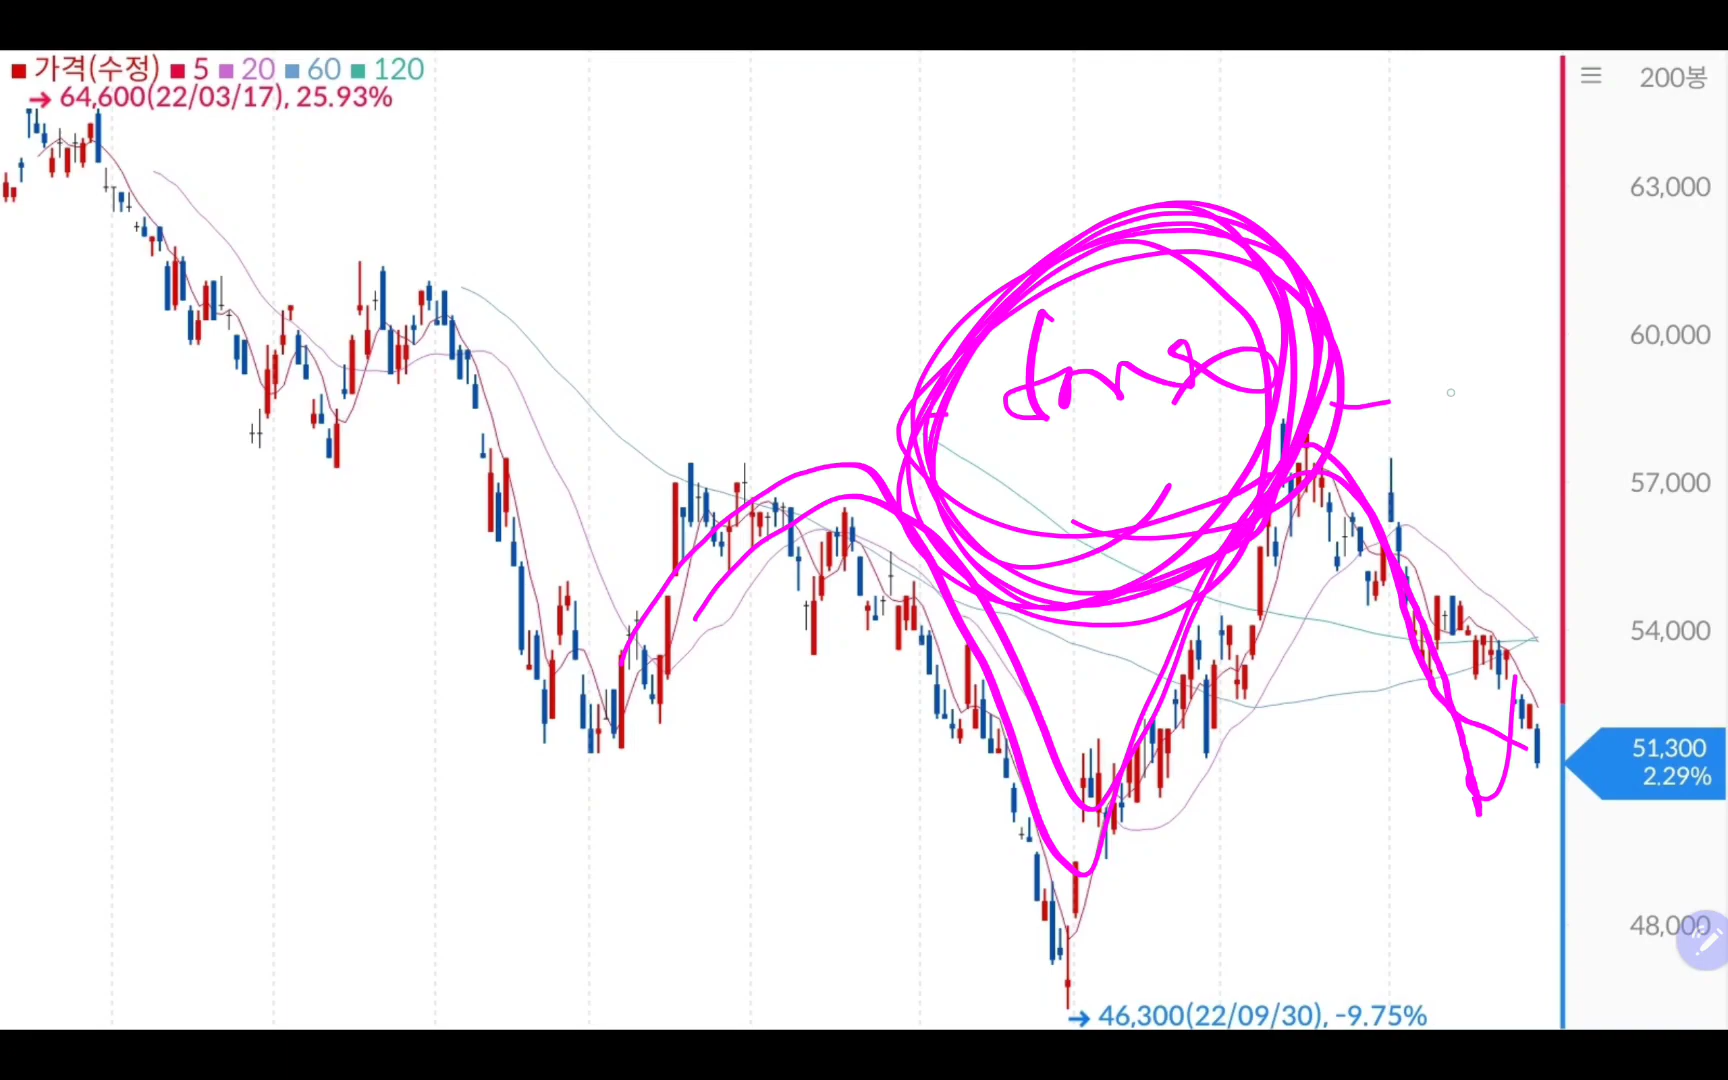 가격(수정) 5 20 60 120
→ 64,600(22/03/17), 25.93%
200봉
63,000
60,000
57,000
54,000
51,300
2.29%
48,000
→ 46,300(22/09/30), -9.75%